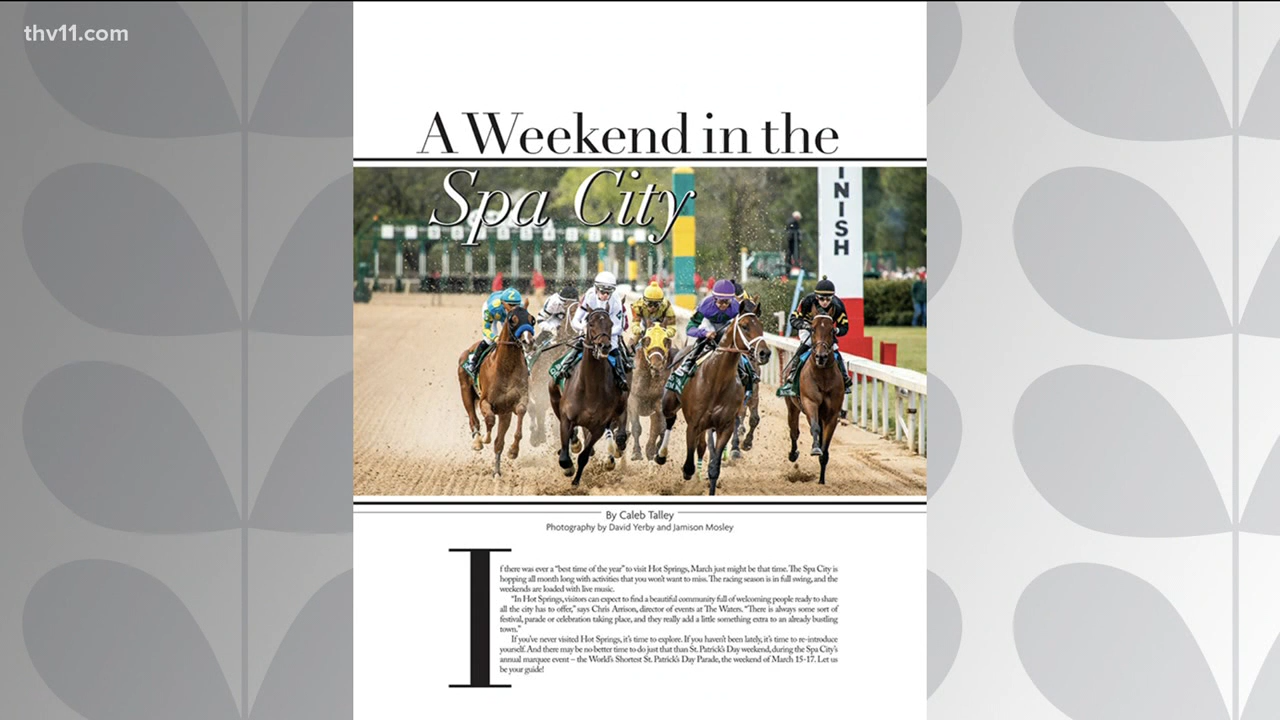 thv11.com
A Weekend in the
Spa City
INISH
By Caleb Talley
Photography by David Yerby and Jamison Mosley
If there was ever a “best time of the year” to visit Hot Springs, March just might be that time. The Spa City is
hopping all month long with activities that you won't want to miss. The racing season is in full swing, and the
weekends are loaded with live music.
“In Hot Springs, visitors can expect to find a beautiful community full of welcoming people ready to share
all the city has to offer,” says Chris Arrison, director of events at The Waters. “There is always some sort of
festival, parade or celebration taking place, and they really add a little something extra to an already bustling
town.”
If you've never visited Hot Springs, it's time to explore. If you haven't been lately, it's time to re-introduce
yourself. And there may be no better time to do just that than St. Patrick's Day weekend, during the Spa City's
annual marquee event – the World's Shortest St. Patrick's Day Parade, the weekend of March 15-17. Let us
be your guide!